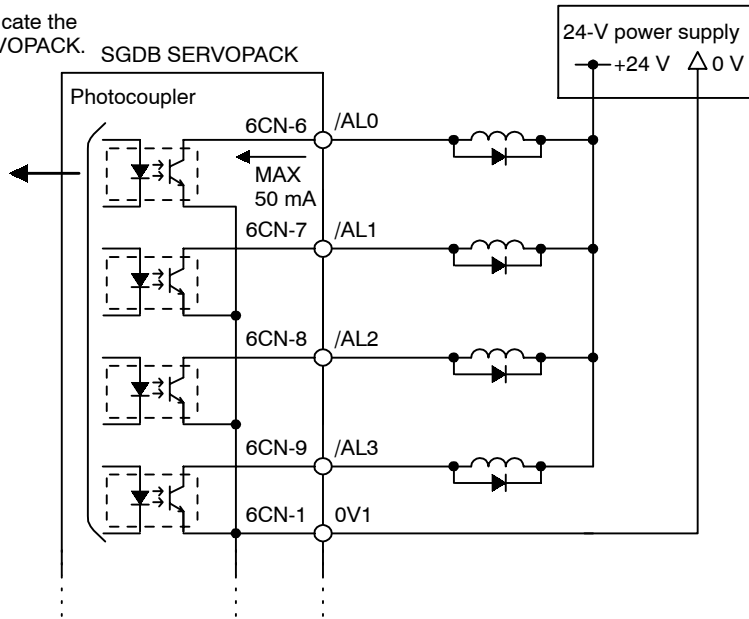 cate the
VOPACK.
SGDB SERVOPACK
24-V power supply
+24 V
0 V
Photocoupler
6CN-6
/AL0
MAX
50 mA
6CN-7
/AL1
6CN-8
/AL2
6CN-9
/AL3
6CN-1
0V1